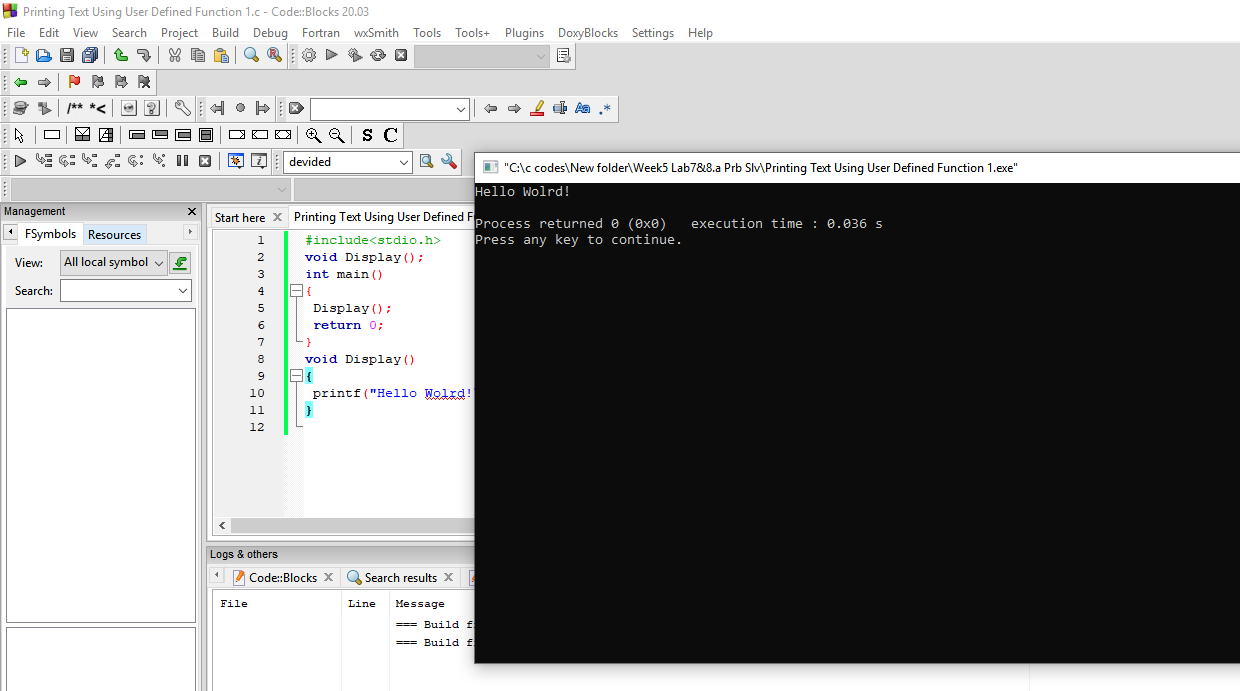 Printing Text Using User Defined Function 1.c - Code::Blocks 20.03
File Edit View Search Project Build Debug Fortran wxSmith Tools Tools+ Plugins DoxyBlocks Settings Help
/** *<
Aa .*
S C
devided
Management
FSymbols Resources
View: All local symbol
Search:
Start here Printing Text Using User Defined F
1 #include<stdio.h>
2 void Display();
3 int main()
4 {
5 Display();
6 return 0;
7 }
8 void Display()
9 {
10 printf("Hello Wolrd!
11 }
12
"C:\c codes\New folder\Week5 Lab7&8.a Prb Slv\Printing Text Using User Defined Function 1.exe"
Hello Wolrd!
Process returned 0 (0x0) execution time : 0.036 s
Press any key to continue.
Logs & others
Code::Blocks Search results
File Line Message
=== Build f
=== Build f